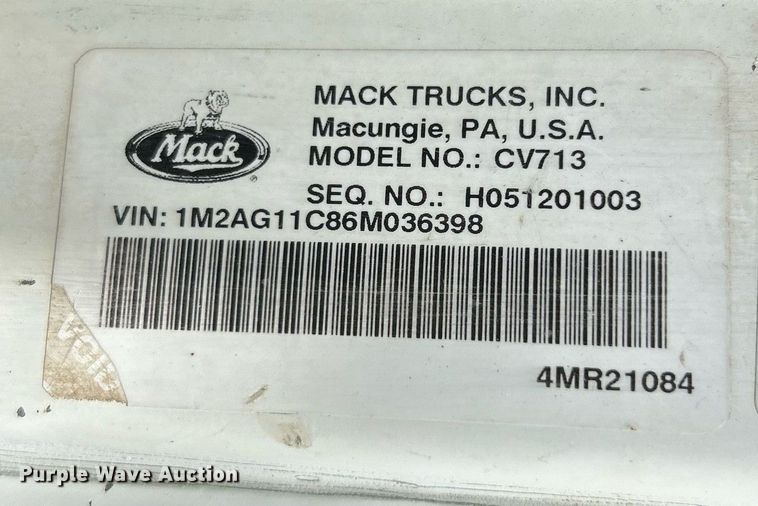 Mack
MACK TRUCKS, INC.
Macungie, PA, U.S.A.
MODEL NO.: CV713
SEQ. NO.: H051201003
VIN: 1M2AG11C86M036398
4MR21084
Purple Wave Auction